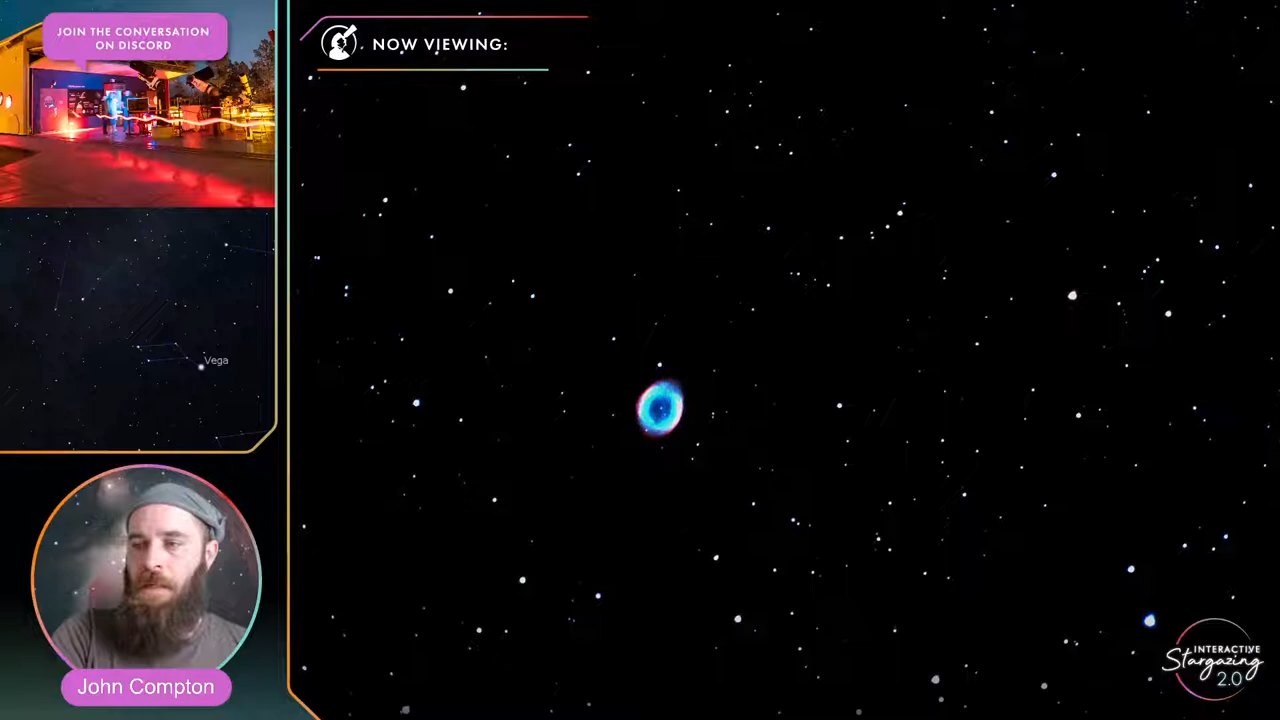 JOIN THE CONVERSATION
ON DISCORD
NOW VIEWING:
Vega
John Compton
INTERACTIVE
Stargazing
2.0